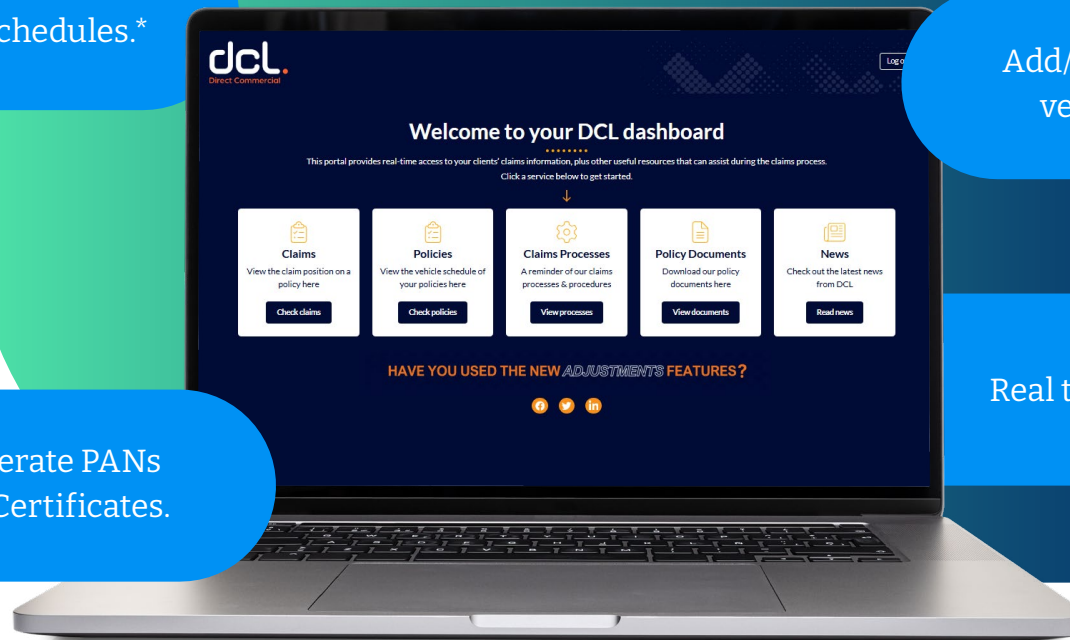 chedules.*
Add/
ve
dcl.
Direct Commercial
Log o
Welcome to your DCL dashboard
This portal provides real-time access to your clients' claims information, plus other useful resources that can assist during the claims process.
Click a service below to get started.
Claims
View the claim position on a
policy here
Check claims
Policies
View the vehicle schedule of
your policies here
Check policies
Claims Processes
A reminder of our claims
processes & procedures
View processes
Policy Documents
Download our policy
documents here
View documents
News
Check out the latest news
from DCL
Read news
HAVE YOU USED THE NEW ADJUSTMENTS FEATURES?
Real t
erate PANs
Certificates.